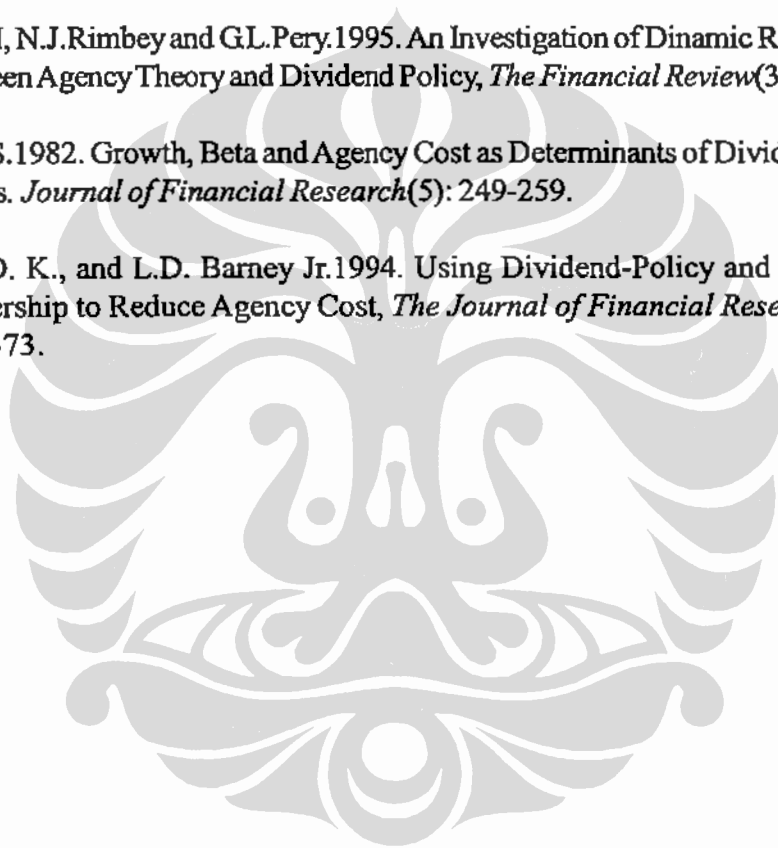 , N.J.Rimbey and G.L.Pery.1995. An Investigation of Dinamic R
een Agency Theory and Dividend Policy, The Financial Review(3
S.1982. Growth, Beta and Agency Cost as Determinants of Divid
s. Journal of Financial Research(5): 249-259.
). K., and L.D. Barney Jr.1994. Using Dividend-Policy and
ership to Reduce Agency Cost, The Journal of Financial Rese
-73.